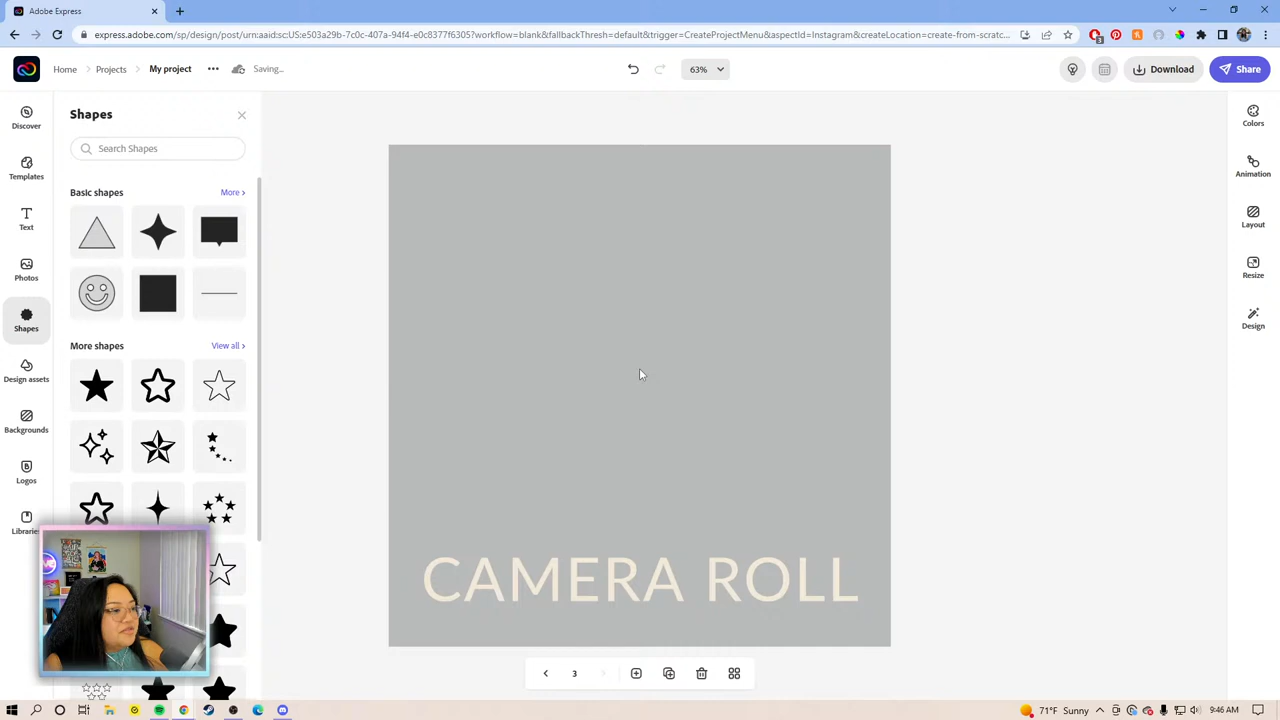 Adobe Express
express.adobe.com/sp/design/post/urn:aaid:scUS:e503a29b-7c0c-407a-94f4-e0c8377f6305?workflow=blank&fallbackThresh=default&trigger=CreateProjectMenu&aspectId=Instagram&createLocation=create-from-scratc...
Home
Projects
My project
Saving...
63%
Download
Share
Discover
Templates
Text
Photos
Shapes
Design assets
Backgrounds
Logos
Libraries
Shapes
Search Shapes
Basic shapes
More
More shapes
View all
CAMERA ROLL
3
Colors
Animation
Layout
Resize
Design
71°F Sunny
9:46 AM